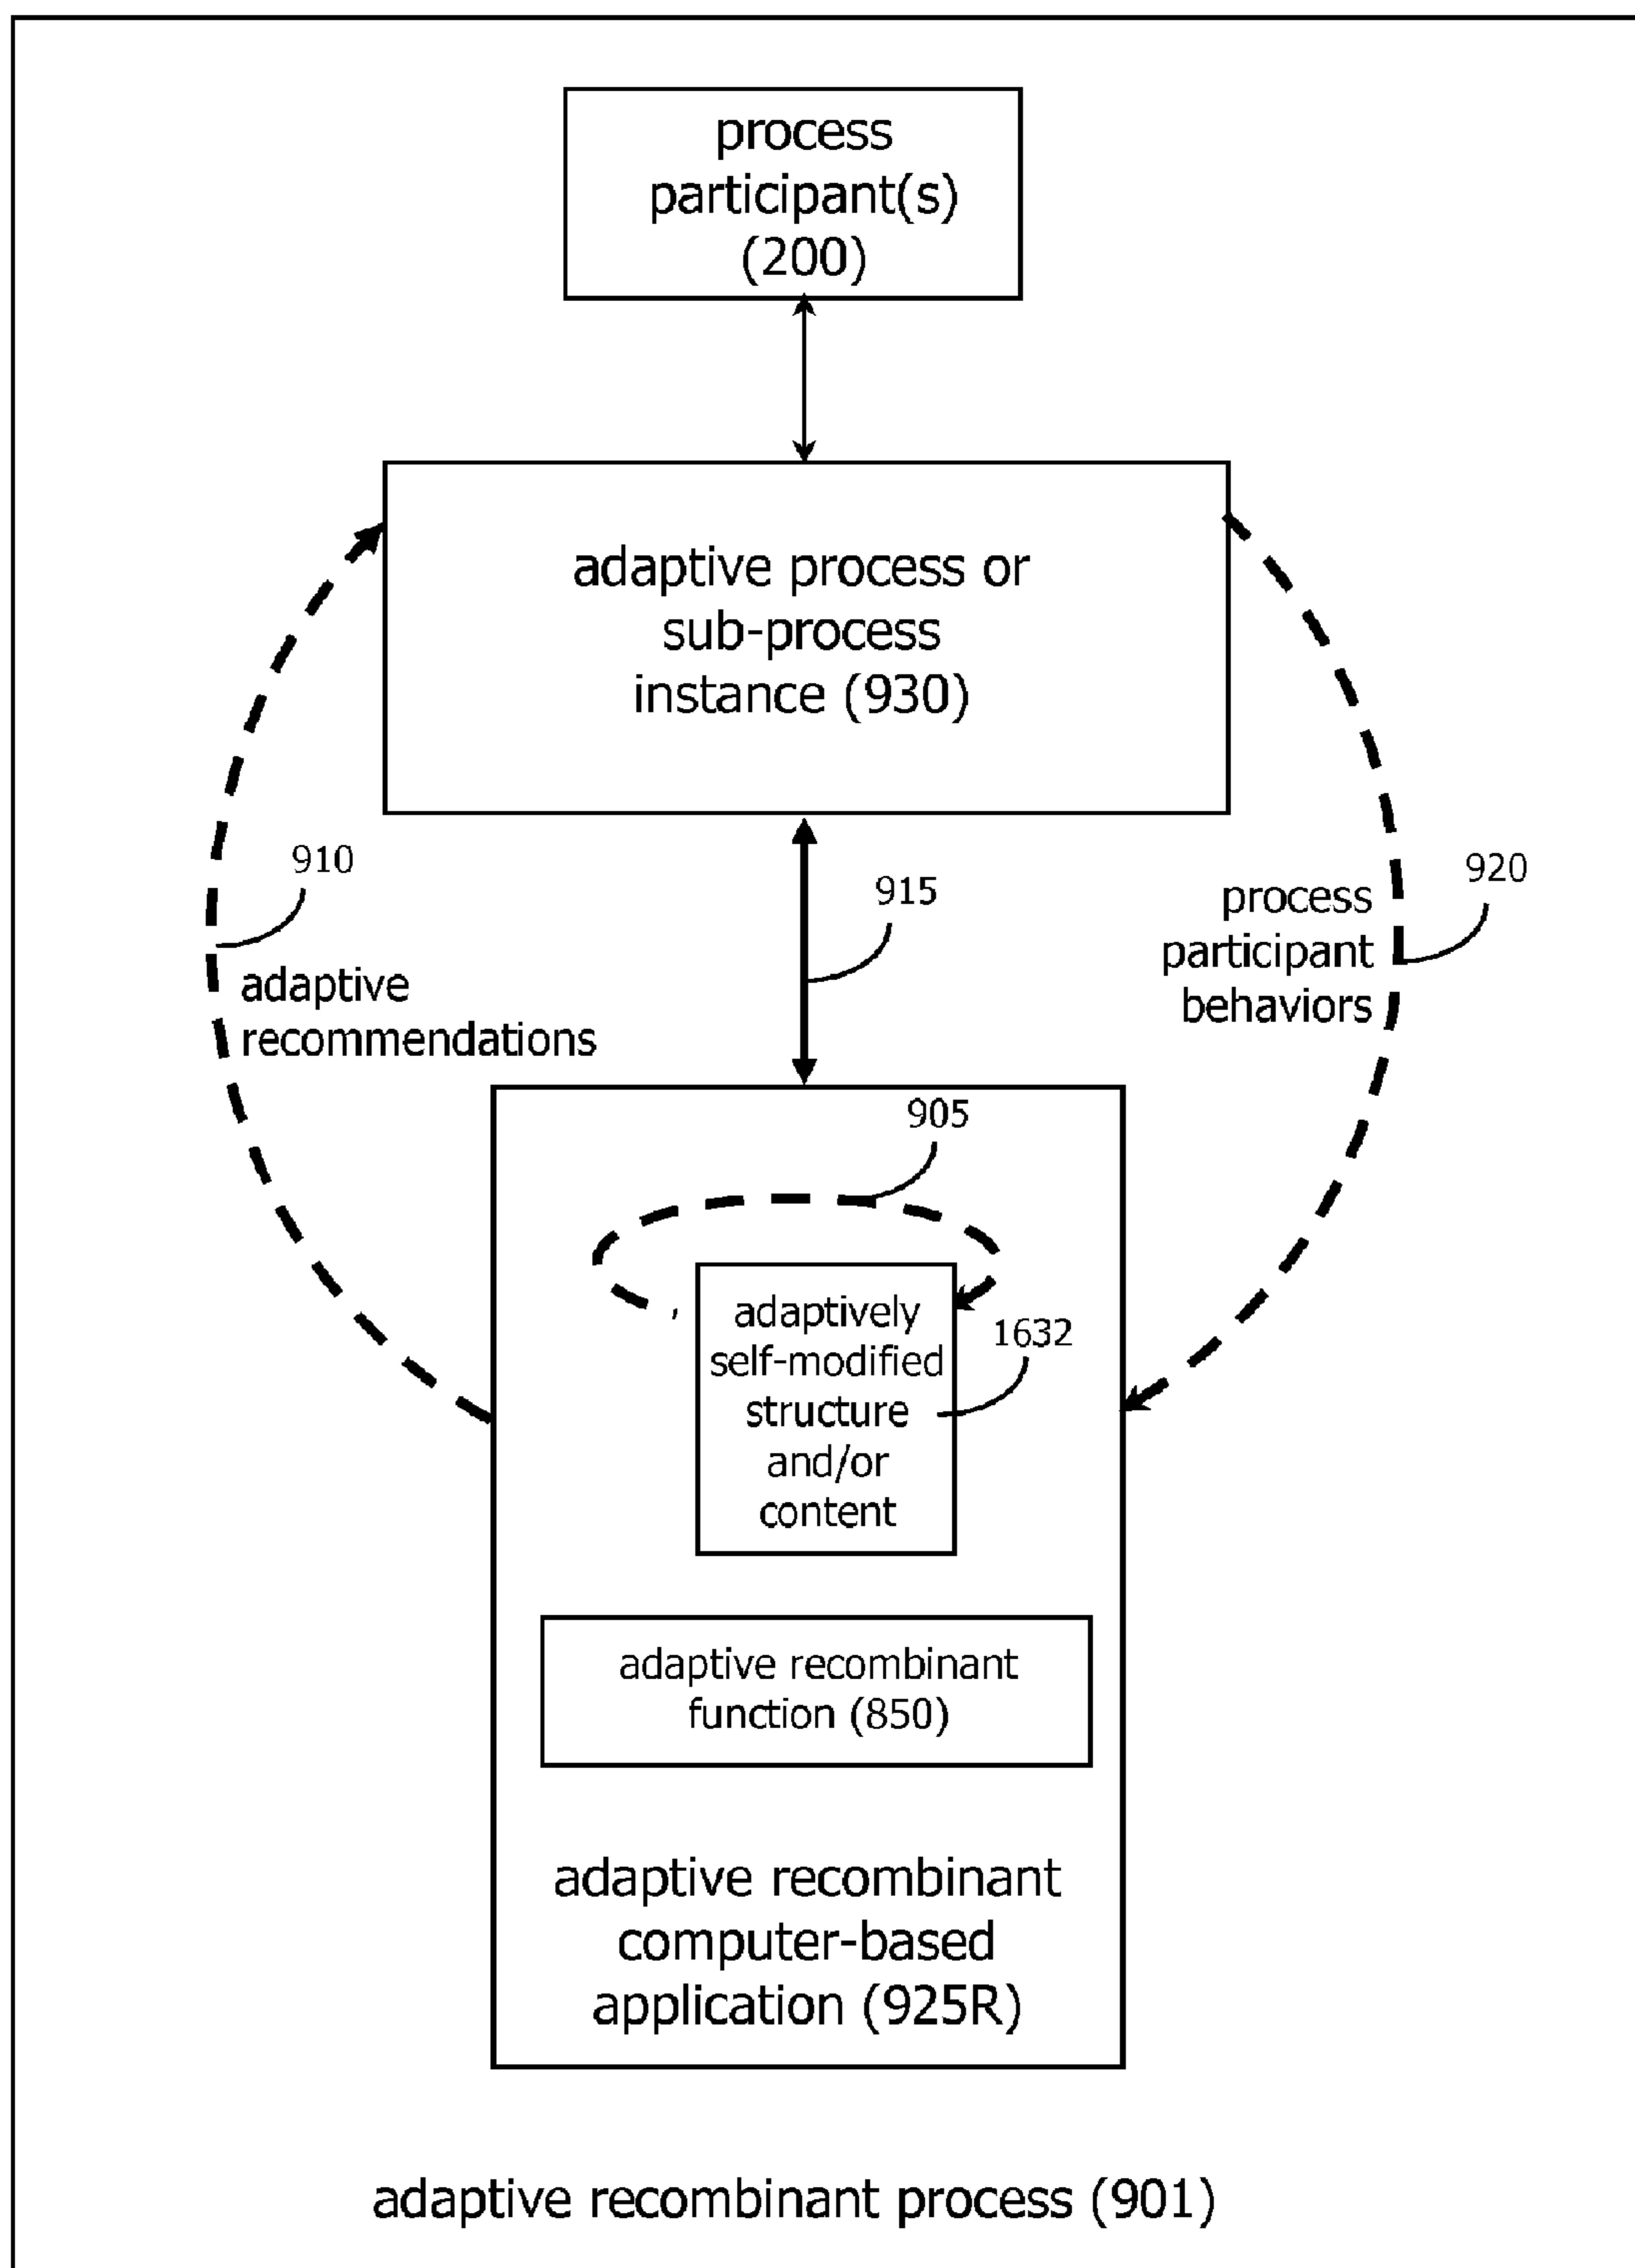 process
participant(s)
(200)
adaptive process or
sub-process
instance (930)
910
915
920
adaptive
recommendations
process
participant
behaviors
905
adaptively
self-modified
structure
and/or
content
1632
adaptive recombinant
function (850)
adaptive recombinant
computer-based
application (925R)
adaptive recombinant process (901)